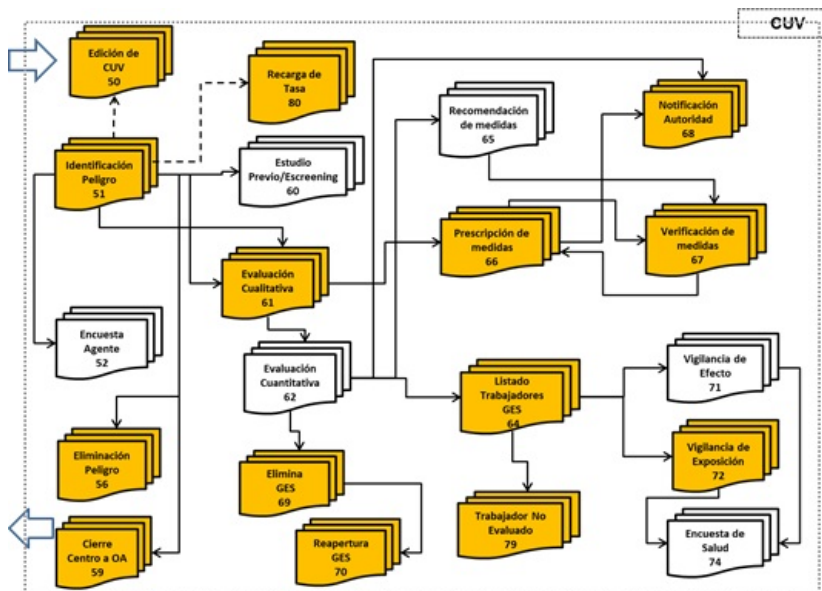 CUV
Edición de
CUV
50
Recarga de
Tasa
80
Recomendación
de medidas
65
Notificación
Autoridad
68
Identificación
Peligro
51
Estudio
Previo/Escreening
60
Prescripción de
medidas
66
Verificación
de medidas
67
Evaluación
Cualitativa
61
Encuesta
Agente
52
Evaluación
Cuantitativa
62
Listado
Trabajadores
GES
64
Vigilancia de
Efecto
71
Eliminación
Peligro
56
Elimina
GES
69
Vigilancia
de Exposición
72
Cierre
Centro a OA
59
Reapertura
GES
70
Trabajador No
Evaluado
79
Encuesta de
Salud
74